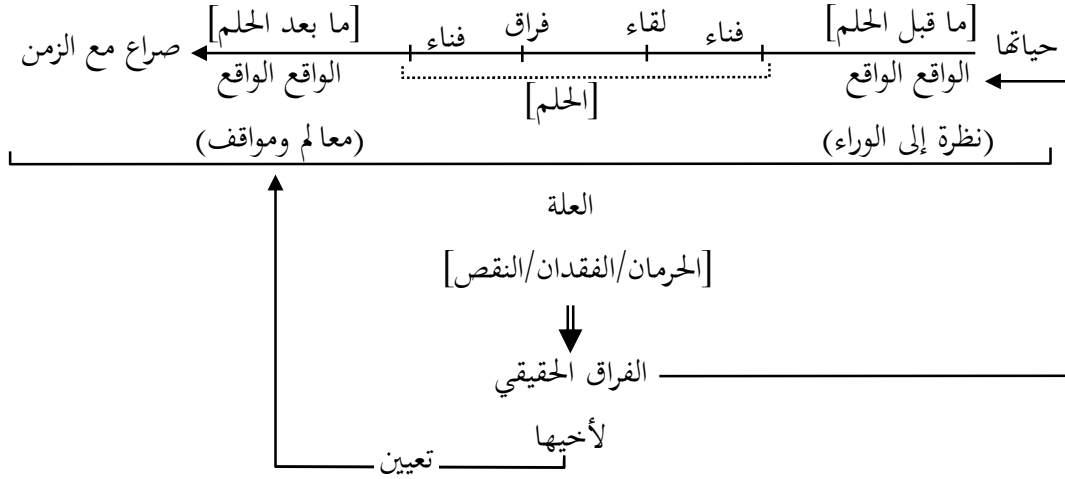 حياتها [ما قبل الحلم] فناء لقاء فراق فناء [ما بعد الحلم] صراع مع الزمن
الواقع الواقع [الحلم] الواقع الواقع
(نظرة إلى الوراء) (معالم ومواقف)
العلة
[الحرمان/الفقدان/النقص]
الفراق الحقيقي
لأخيها
تعيين